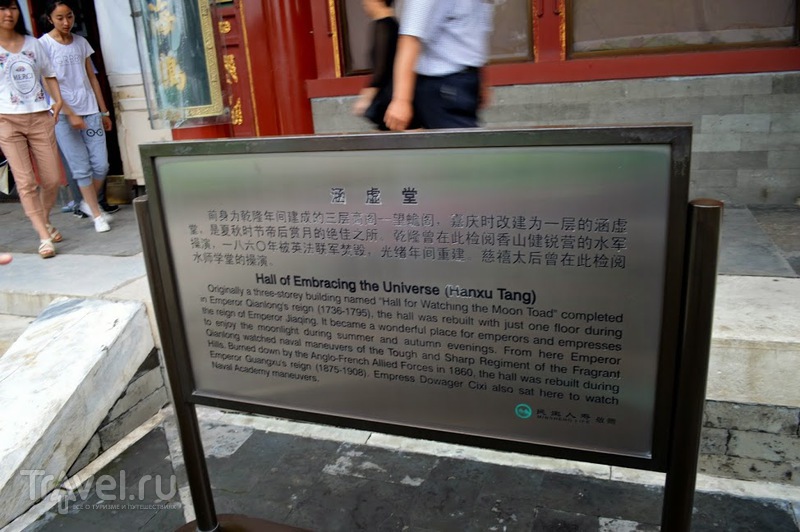 涵虚堂
前身为乾隆年间建成的三层高阁—望蟾阁，嘉庆时改建为一层的涵虚
堂，是夏秋时节帝后赏月的绝佳之所。乾隆曾在此检阅香山健锐营的水军
操演，一八六〇年被英法联军焚毁，光绪年间重建。慈禧太后曾在此检阅
水师学堂的操演。
Hall of Embracing the Universe (Hanxu Tang)
Originally a three-storey building named "Hall for Watching the Moon Toad" completed
in Emperor Qianlong's reign (1736-1795), the hall was rebuilt with just one floor during
the reign of Emperor Jiaqing. It became a wonderful place for emperors and empresses
to enjoy the moonlight during summer and autumn evenings. From here Emperor
Qianlong watched naval maneuvers of the Tough and Sharp Regiment of the Fragrant
Hills. Burned down by the Anglo-French Allied Forces in 1860, the hall was rebuilt during
Emperor Guangxu's reign (1875-1908). Empress Dowager Cixi also sat here to watch
Naval Academy maneuvers.
民生人寿
MINSHENG LIFE
Travel.ru
ВСЕ О ТУРИЗМЕ И ПУТЕШЕСТВИЯХ